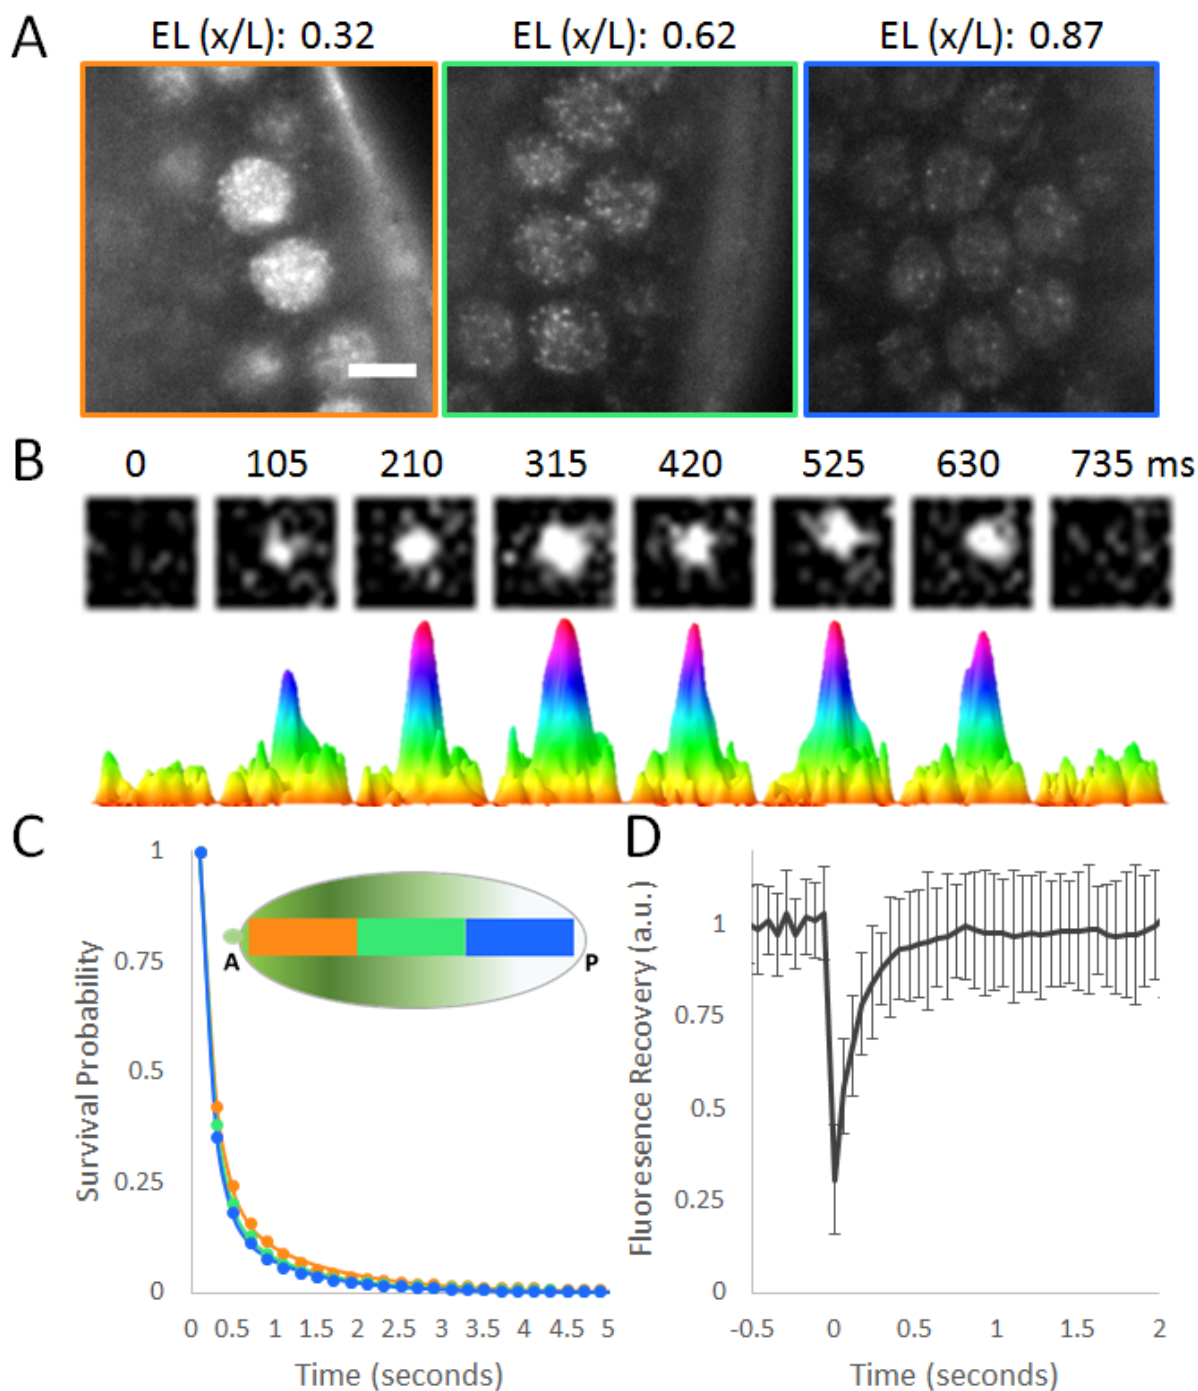 A
EL (x/L): 0.32 EL (x/L): 0.62 EL (x/L): 0.87
B
0 105 210 315 420 525 630 735 ms
C
1
0.75
0.5
0.25
0
Survival Probability
A P
0 0.5 1 1.5 2 2.5 3 3.5 4 4.5 5
Time (seconds)
D
1
0.75
0.5
0.25
0
Fluoresence Recovery (a.u.)
-0.5 0 0.5 1 1.5 2
Time (seconds)